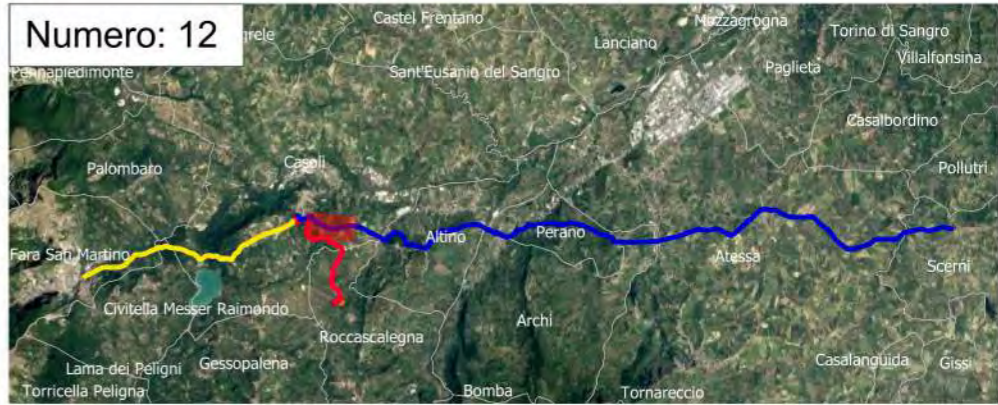 Numero: 12
Castel Frentano
Mozzagrogna
Torino di Sangro
Lanciano
Villalfonsina
Sant'Eusanio del Sangro
Paglieta
Pennapiedimonte
Casalbordino
Palombaro
Casoli
Pollutri
Altino
Perano
Fara San Martino
Atessa
Scerni
Civitella Messer Raimondo
Archi
Roccascalegna
Lama dei Peligni
Gessopalena
Casalanguida
Gissi
Torricella Peligna
Bomba
Tornareccio